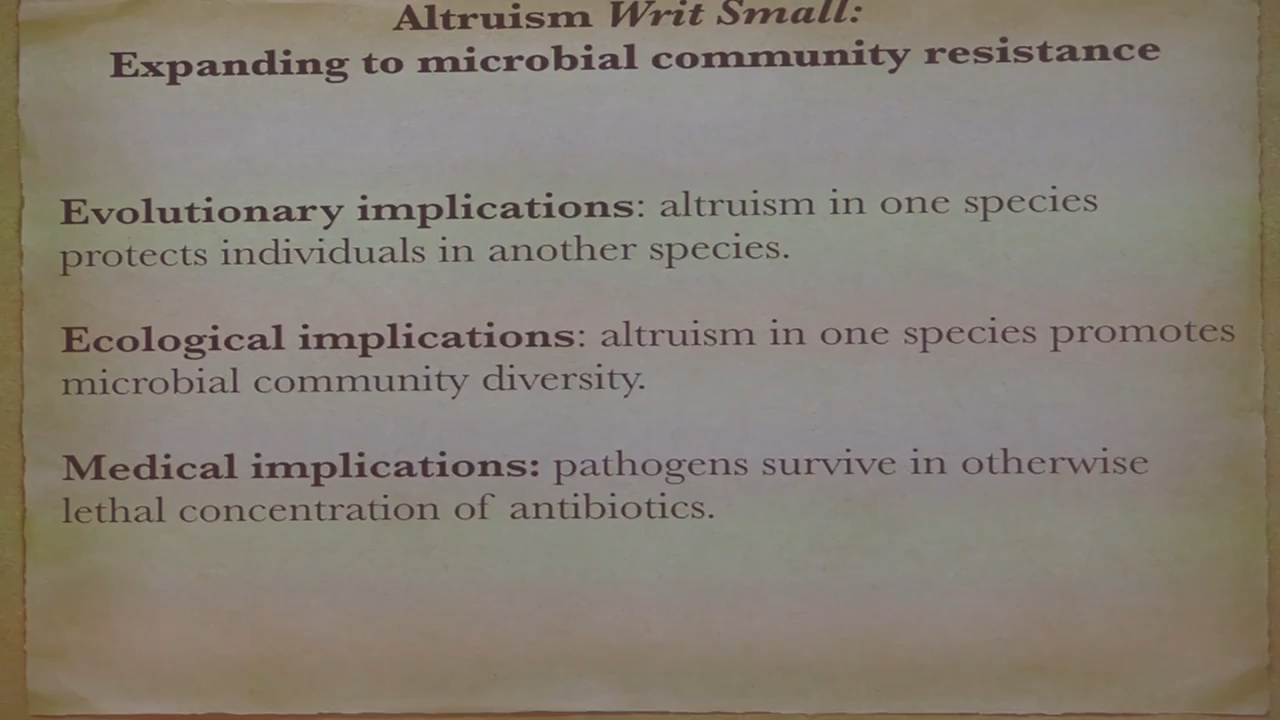 Altruism Writ Small:
Expanding to microbial community resistance
Evolutionary implications: altruism in one species
protects individuals in another species.
Ecological implications: altruism in one species promotes
microbial community diversity.
Medical implications: pathogens survive in otherwise
lethal concentration of antibiotics.